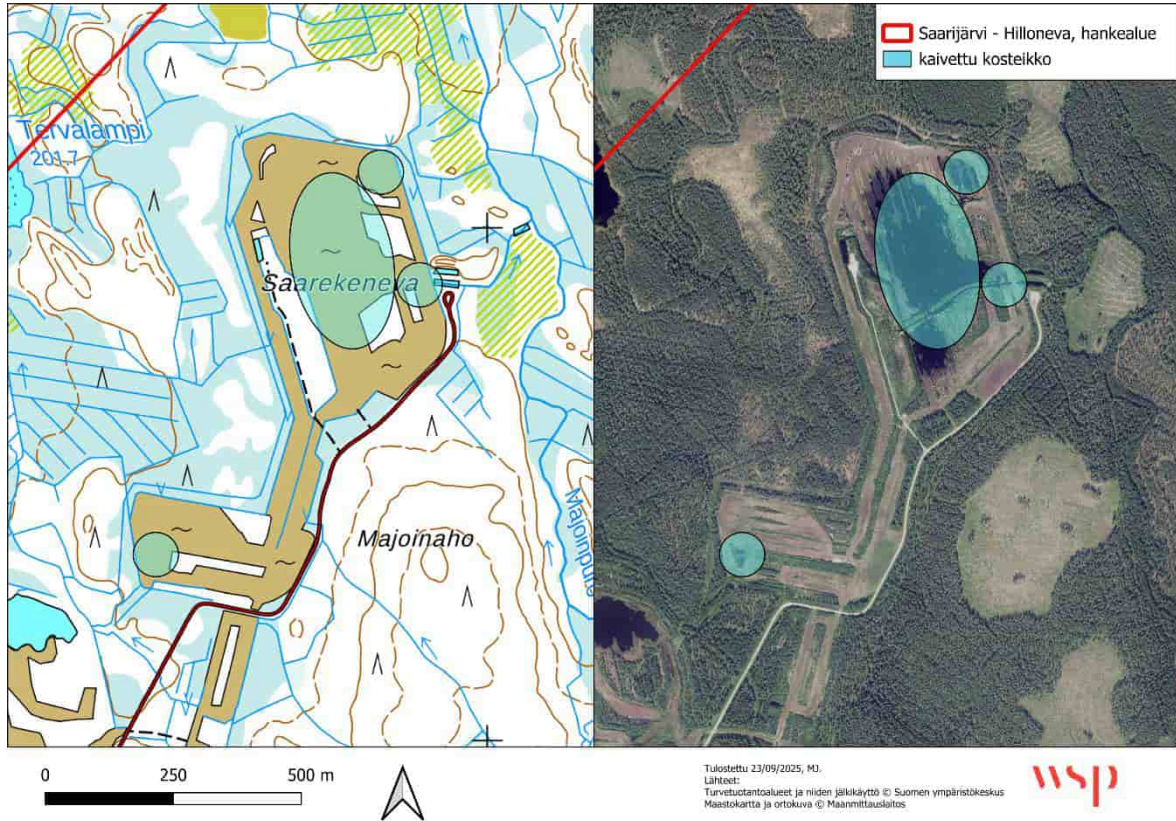 Saarijärvi - Hilloneva, hankealue
kaivettu kosteikko
Tervalampi
201.7
Saarekeneva
Majoinaho
Majoinpuro
0 250 500 m
Tulostettu 23/09/2025, MJ.
Lähteet:
Turvetuotantoalueet ja niiden jälkikäyttö © Suomen ympäristökeskus
Maastokartta ja ortokuva © Maanmittauslaitos
wsp